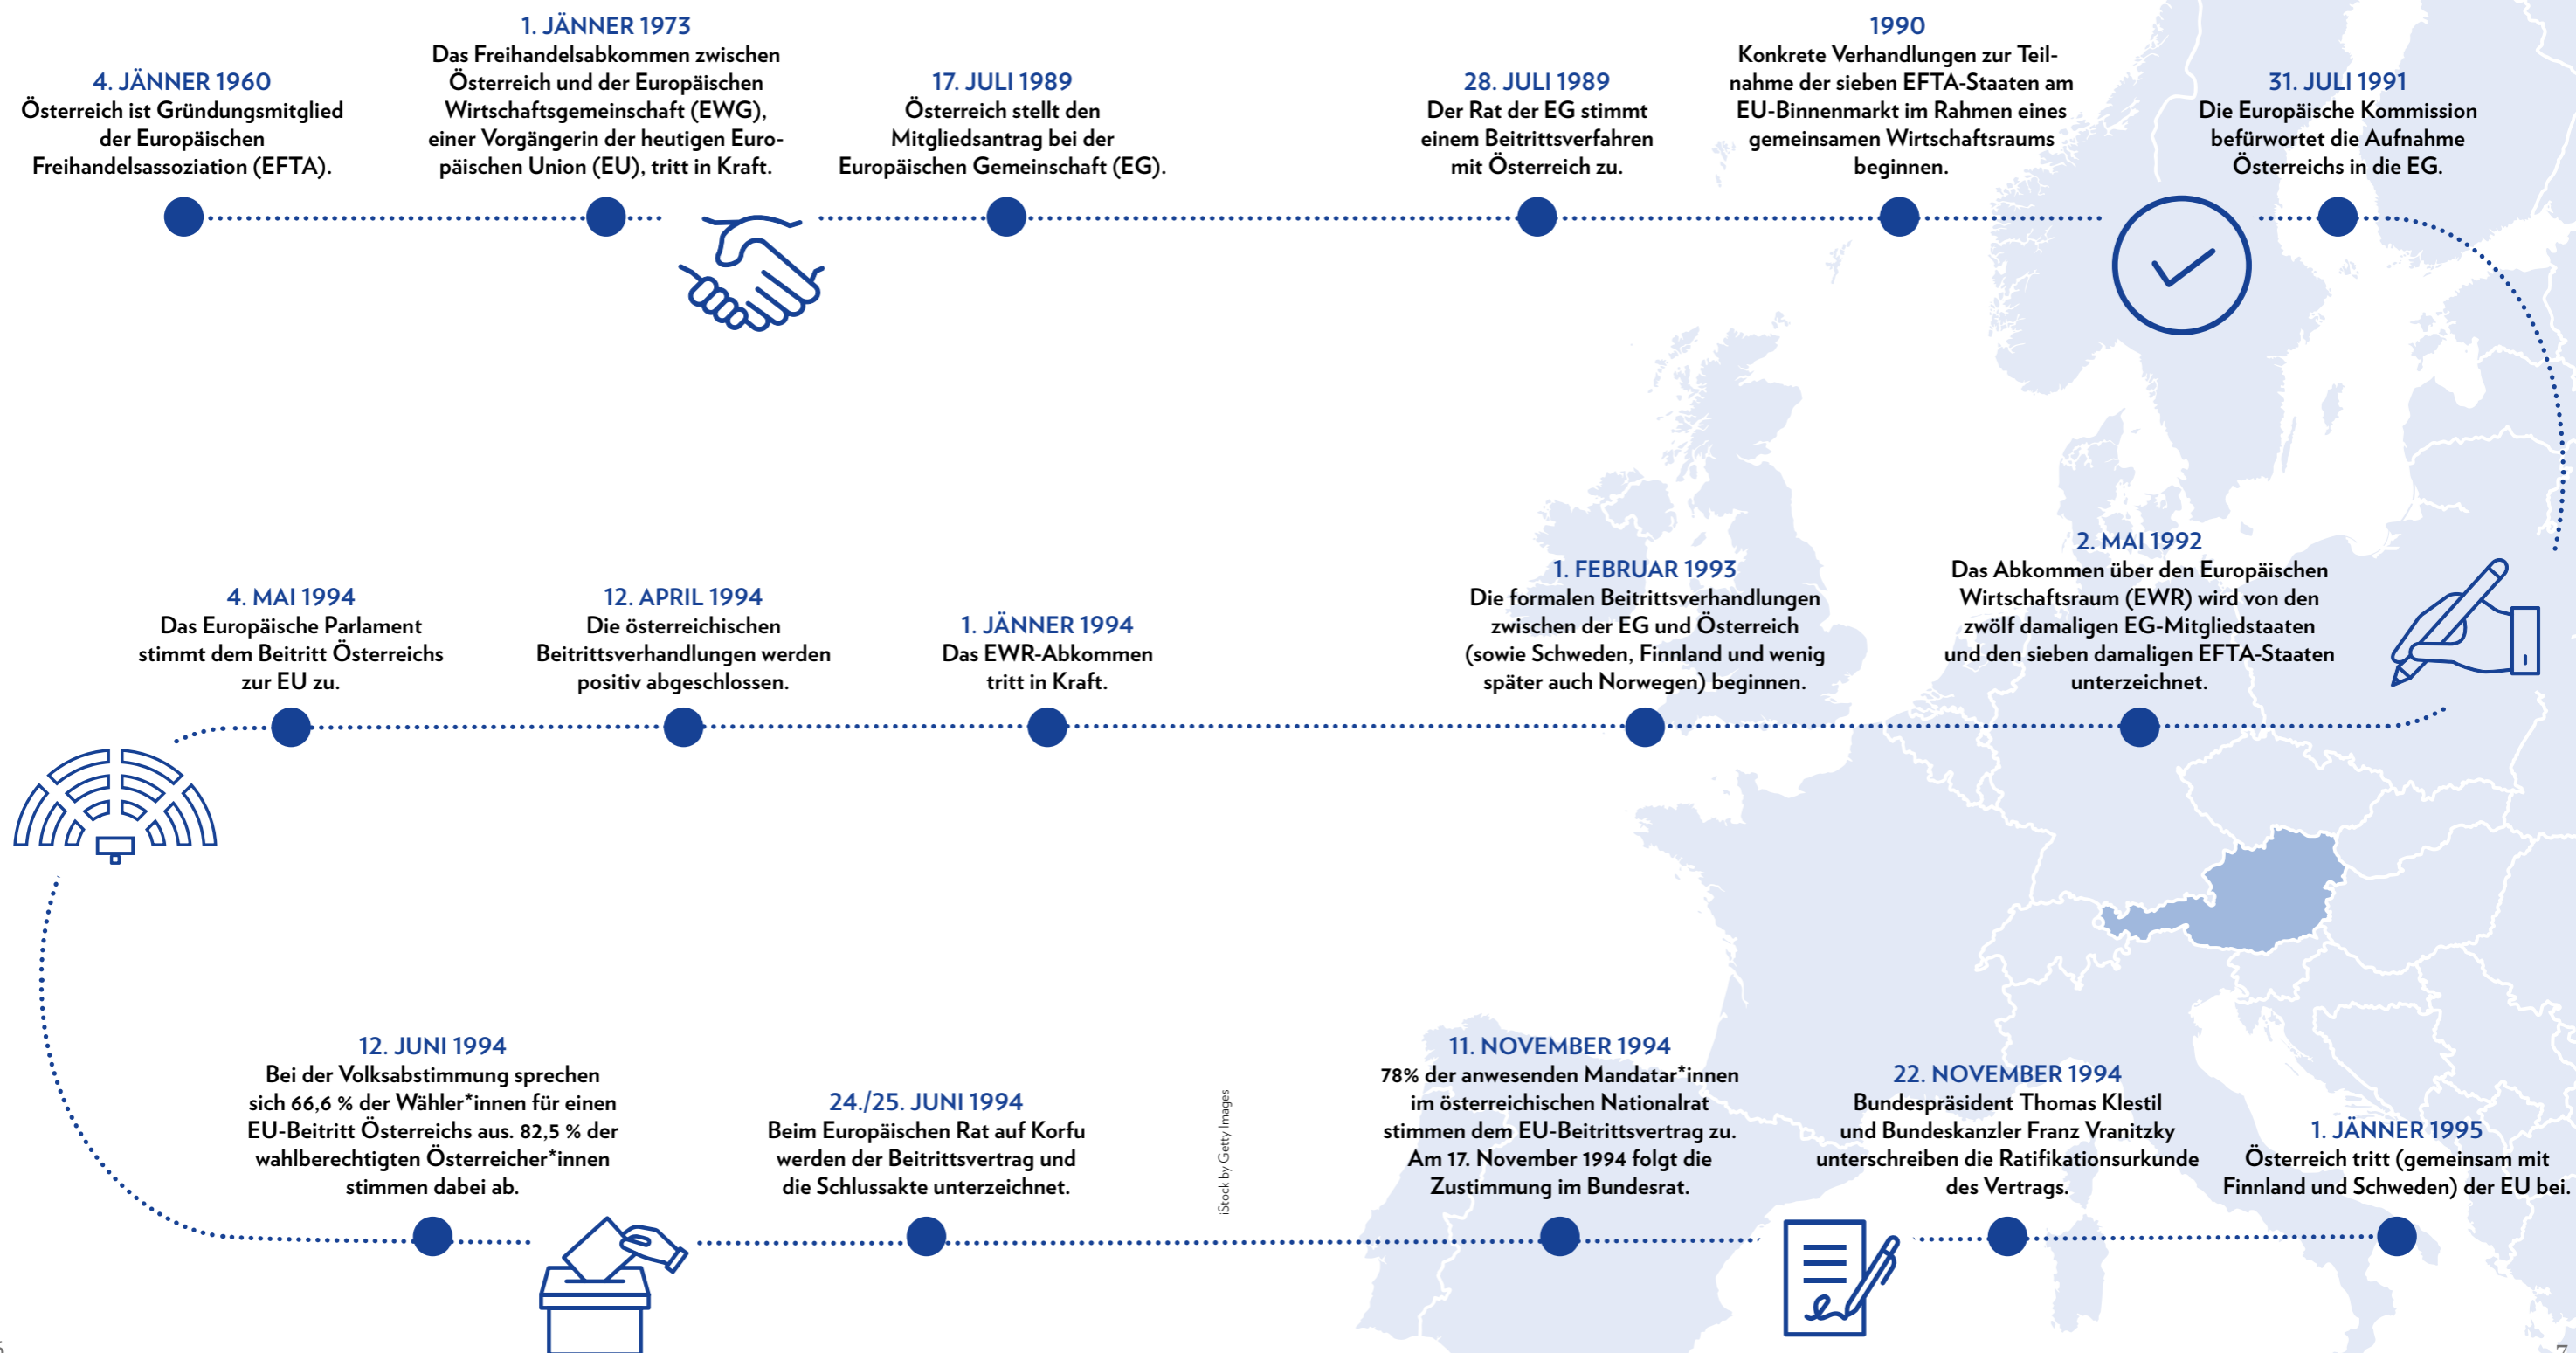 4. JÄNNER 1960
Österreich ist Gründungsmitglied
der Europäischen
Freihandelsassoziation (EFTA).
1. JÄNNER 1973
Das Freihandelsabkommen zwischen
Österreich und der Europäischen
Wirtschaftsgemeinschaft (EWG),
einer Vorgängerin der heutigen Euro-
päischen Union (EU), tritt in Kraft.
17. JULI 1989
Österreich stellt den
Mitgliedsantrag bei der
Europäischen Gemeinschaft (EG).
28. JULI 1989
Der Rat der EG stimmt
einem Beitrittsverfahren
mit Österreich zu.
1990
Konkrete Verhandlungen zur Teil-
nahme der sieben EFTA-Staaten am
EU-Binnenmarkt im Rahmen eines
gemeinsamen Wirtschaftsraums
beginnen.
31. JULI 1991
Die Europäische Kommission
befürwortet die Aufnahme
Österreichs in die EG.
2. MAI 1992
Das Abkommen über den Europäischen
Wirtschaftsraum (EWR) wird von den
zwölf damaligen EG-Mitgliedstaaten
und den sieben damaligen EFTA-Staaten
unterzeichnet.
1. FEBRUAR 1993
Die formalen Beitrittsverhandlungen
zwischen der EG und Österreich
(sowie Schweden, Finnland und wenig
später auch Norwegen) beginnen.
1. JÄNNER 1994
Das EWR-Abkommen
tritt in Kraft.
12. APRIL 1994
Die österreichischen
Beitrittsverhandlungen werden
positiv abgeschlossen.
4. MAI 1994
Das Europäische Parlament
stimmt dem Beitritt Österreichs
zur EU zu.
12. JUNI 1994
Bei der Volksabstimmung sprechen
sich 66,6 % der Wähler*innen für einen
EU-Beitritt Österreichs aus. 82,5 % der
wahlberechtigten Österreicher*innen
stimmen dabei ab.
24./25. JUNI 1994
Beim Europäischen Rat auf Korfu
werden der Beitrittsvertrag und
die Schlussakte unterzeichnet.
iStock by Getty Images
11. NOVEMBER 1994
78% der anwesenden Mandatar*innen
im österreichischen Nationalrat
stimmen dem EU-Beitrittsvertrag zu.
Am 17. November 1994 folgt die
Zustimmung im Bundesrat.
22. NOVEMBER 1994
Bundespräsident Thomas Klestil
und Bundeskanzler Franz Vranitzky
unterschreiben die Ratifikationsurkunde
des Vertrags.
1. JÄNNER 1995
Österreich tritt (gemeinsam mit
Finnland und Schweden) der EU bei.